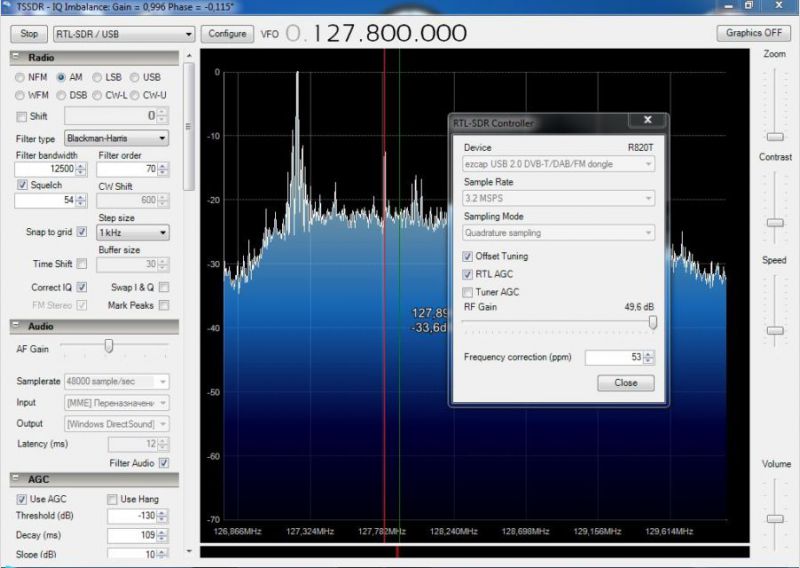 TSSDR - IQ Imbalance: Gain = 0,996 Phase = -0,115°
Stop
RTL-SDR / USB
Configure
VFO
0.127.800.000
Graphics OFF
Radio
NFM AM LSB USB
WFM DSB CW-L CW-U
Shift 0
Filter type Blackman-Harris
Filter bandwidth Filter order
12500 70
Squelch CW Shift
54 600
Step size
Snap to grid 1 kHz
Buffer size
Time Shift 30
Correct IQ Swap I & Q
FM Stereo Mark Peaks
Audio
AF Gain
Samplerate 48000 sample/sec
Input [MME] Переназначени
Output [Windows DirectSound]
Latency (ms) 12
Filter Audio
AGC
Use AGC Use Hang
Threshold (dB) -130
Decay (ms) 109
Slope (dB) 10
0
-10
-20
-30
-40
-50
-60
-70
127,89
-33,6d
126,866MHz 127,324MHz 127,782MHz 128,240MHz 128,698MHz 129,156MHz 129,614MHz
RTL-SDR Controller
Device R820T
ezcap USB 2.0 DVB-T/DAB/FM dongle
Sample Rate
3.2 MSPS
Sampling Mode
Quadrature sampling
Offset Tuning
RTL AGC
Tuner AGC
RF Gain 49,6 dB
Frequency correction (ppm) 53
Close
Zoom
Contrast
Speed
Volume